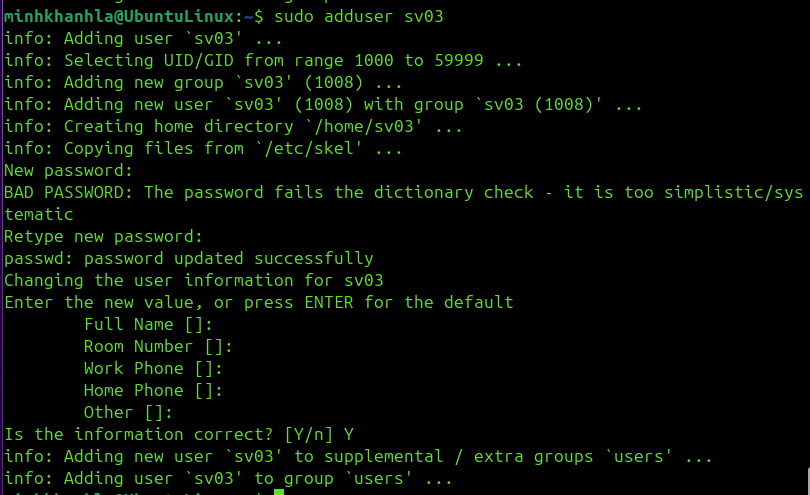 minhkhanhla@UbuntuLinux:~$ sudo adduser sv03
info: Adding user `sv03' ...
info: Selecting UID/GID from range 1000 to 59999 ...
info: Adding new group `sv03' (1008) ...
info: Adding new user `sv03' (1008) with group `sv03 (1008)' ...
info: Creating home directory `/home/sv03' ...
info: Copying files from `/etc/skel' ...
New password:
BAD PASSWORD: The password fails the dictionary check - it is too simplistic/sys
tematic
Retype new password:
passwd: password updated successfully
Changing the user information for sv03
Enter the new value, or press ENTER for the default
Full Name []:
Room Number []:
Work Phone []:
Home Phone []:
Other []:
Is the information correct? [Y/n] Y
info: Adding new user `sv03' to supplemental / extra groups `users' ...
info: Adding user `sv03' to group `users' ...